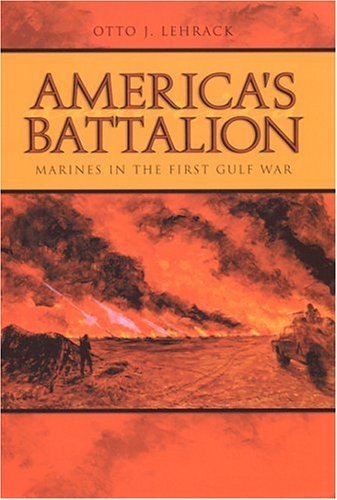 OTTO J. LEHRACK
AMERICA'S
BATTALION
MARINES IN THE FIRST GULF WAR